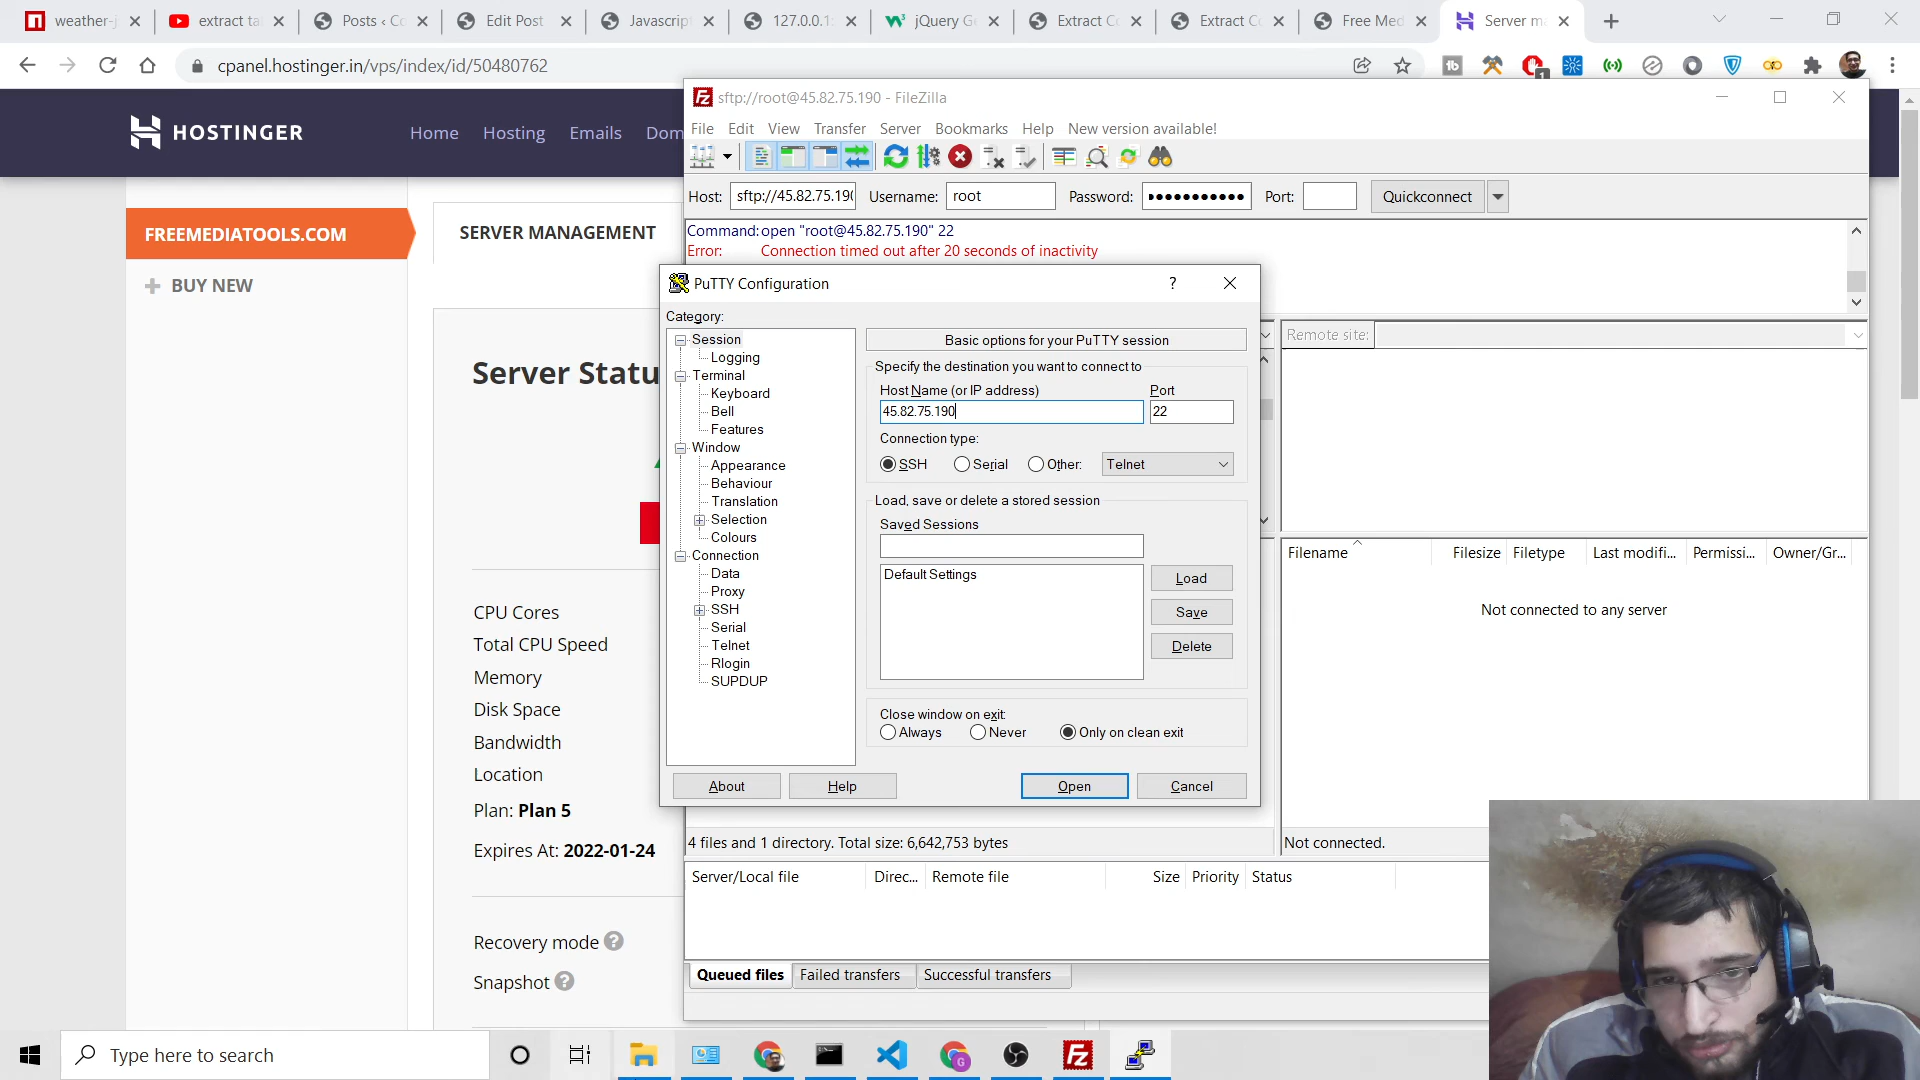 weather-j
extract ta
Posts ‹ Co
Edit Post
Javascrip
127.0.0.1:
jQuery Ge
Extract Co
Extract Co
Free Med
Server ma
cpanel.hostinger.in/vps/index/id/50480762
HOSTINGER
Home
Hosting
Emails
Dom
FREEMEDIATOOLS.COM
BUY NEW
SERVER MANAGEMENT
Server Statu
CPU Cores
Total CPU Speed
Memory
Disk Space
Bandwidth
Location
Plan: Plan 5
Expires At: 2022-01-24
Recovery mode ?
Snapshot ?
sftp://root@45.82.75.190 - FileZilla
File Edit View Transfer Server Bookmarks Help New version available!
Host: sftp://45.82.75.190 Username: root Password: ●●●●●●●●●●● Port: Quickconnect
Command: open "root@45.82.75.190" 22
Error: Connection timed out after 20 seconds of inactivity
PuTTY Configuration
?
Category:
Session
Logging
Terminal
Keyboard
Bell
Features
Window
Appearance
Behaviour
Translation
Selection
Colours
Connection
Data
Proxy
SSH
Serial
Telnet
Rlogin
SUPDUP
Basic options for your PuTTY session
Specify the destination you want to connect to
Host Name (or IP address) Port
45.82.75.190 22
Connection type:
SSH Serial Other: Telnet
Load, save or delete a stored session
Saved Sessions
Default Settings
Load
Save
Delete
Close window on exit:
Always Never Only on clean exit
About Help Open Cancel
Remote site:
Filename Filesize Filetype Last modifi... Permissi... Owner/Gr...
Not connected to any server
4 files and 1 directory. Total size: 6,642,753 bytes
Not connected.
Server/Local file Direc... Remote file Size Priority Status
Queued files Failed transfers Successful transfers
Type here to search